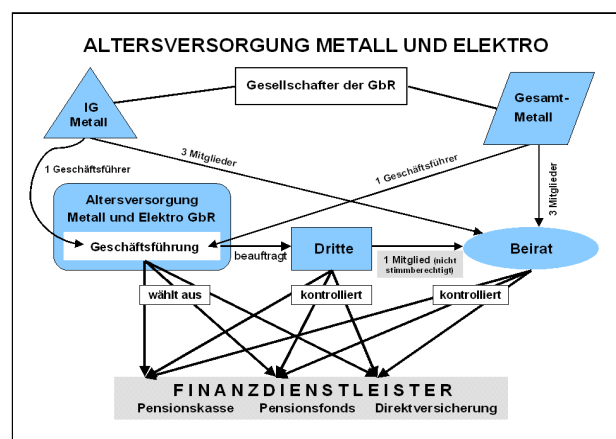 ALTERSVERSORGUNG METALL UND ELEKTRO
Gesellschafter der GbR
IG
Metall
Gesamt-
Metall
3 Mitglieder
1 Geschäftsführer
1 Geschäftsführer
3 Mitglieder
Altersversorgung
Metall und Elektro GbR
Geschäftsführung
beauftragt
Dritte
1 Mitglied (nicht
stimmberechtigt)
Beirat
wählt aus
kontrolliert
kontrolliert
FINANZDIENSTLEISTER
Pensionskasse Pensionsfonds Direktversicherung